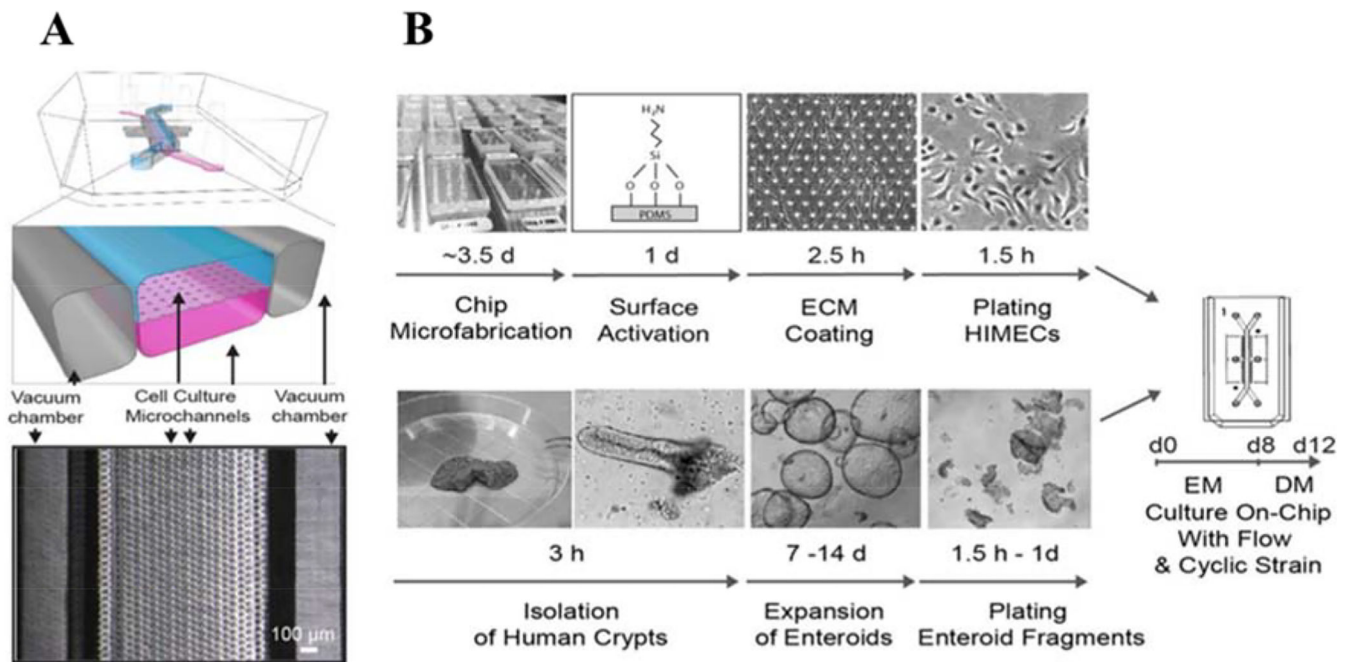 A
B
Vacuum
chamber
Cell Culture
Microchannels
Vacuum
chamber
100 µm
H₂N
Si
O O O
PDMS
~3.5 d
1 d
2.5 h
1.5 h
Chip
Microfabrication
Surface
Activation
ECM
Coating
Plating
HIMECs
3 h
7 -14 d
1.5 h - 1d
Isolation
of Human Crypts
Expansion
of Enteroids
Plating
Enteroid Fragments
1
d0 d8 d12
EM DM
Culture On-Chip
With Flow
& Cyclic Strain